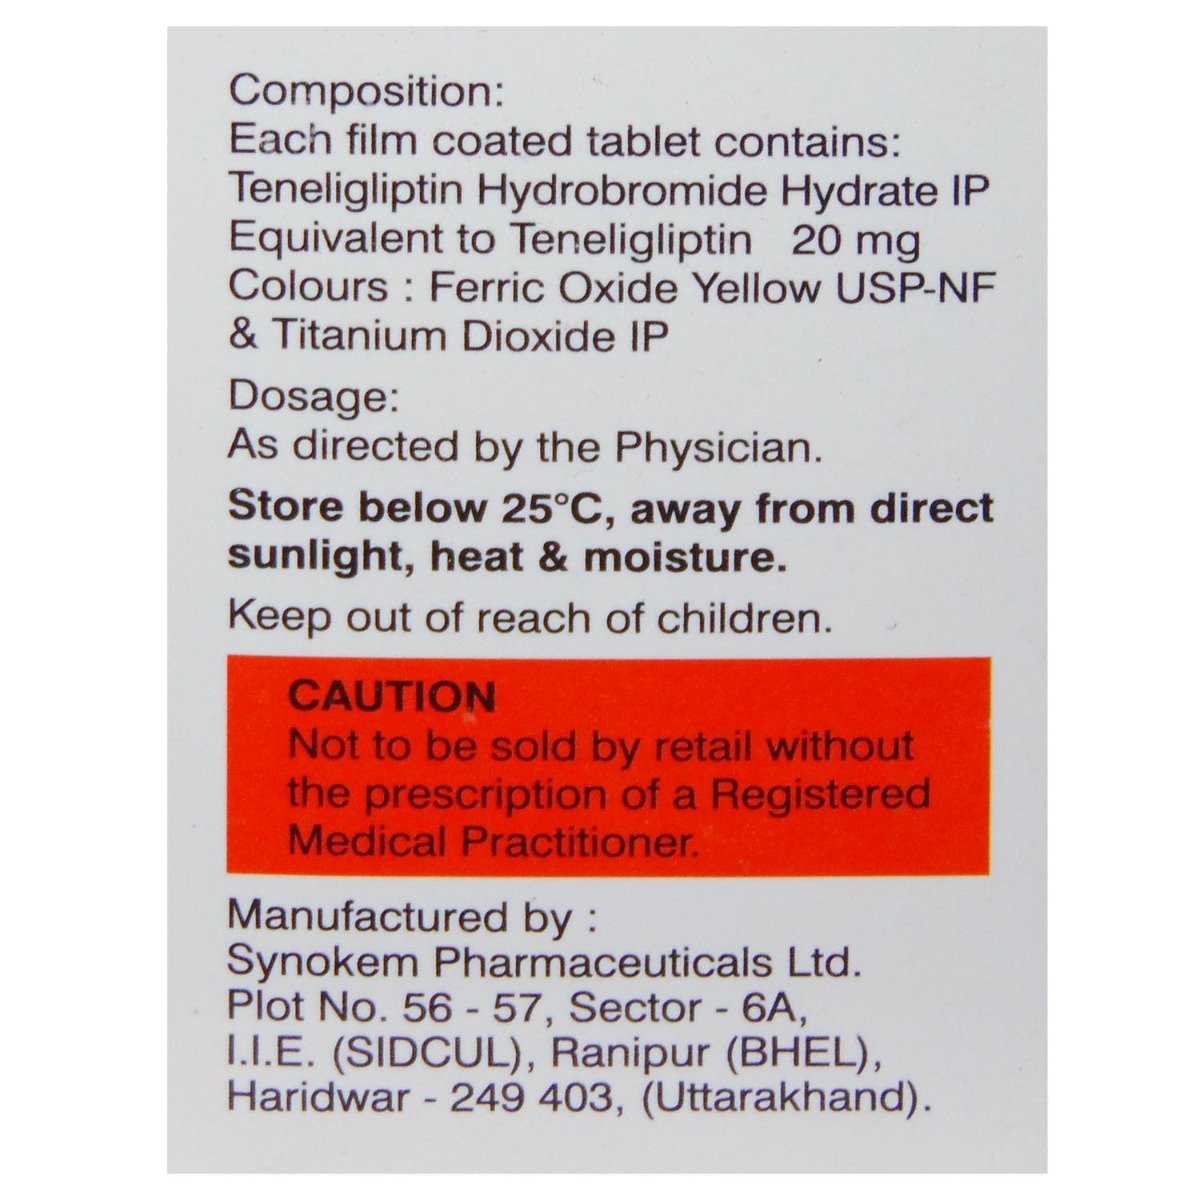 Composition:
Each film coated tablet contains:
Teneligliptin Hydrobromide Hydrate IP
Equivalent to Teneligliptin 20 mg
Colours : Ferric Oxide Yellow USP-NF
& Titanium Dioxide IP
Dosage:
As directed by the Physician.
Store below 25°C, away from direct
sunlight, heat & moisture.
Keep out of reach of children.
CAUTION
Not to be sold by retail without
the prescription of a Registered
Medical Practitioner.
Manufactured by :
Synokem Pharmaceuticals Ltd.
Plot No. 56 - 57, Sector - 6A,
I.I.E. (SIDCUL), Ranipur (BHEL),
Haridwar - 249 403, (Uttarakhand).